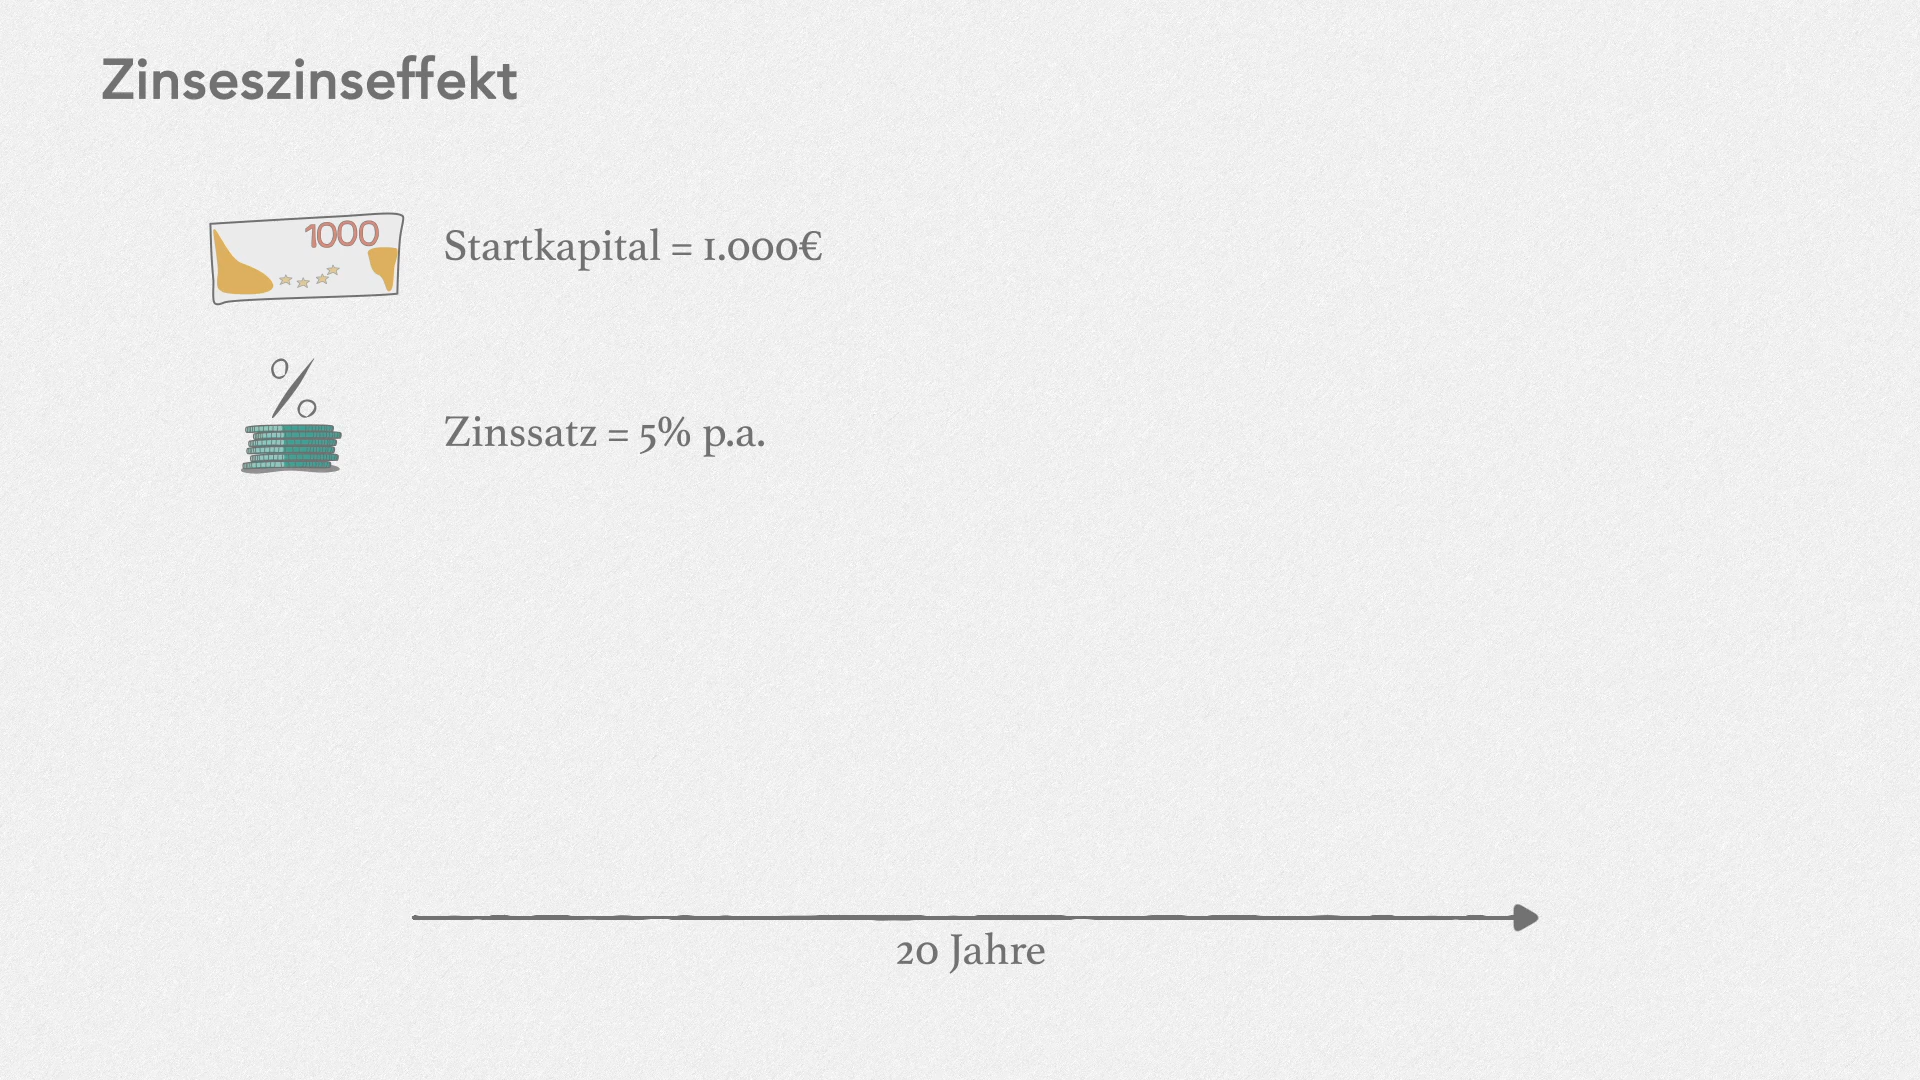 Zinseszinseffekt
1000
Startkapital = 1.000€
%
Zinssatz = 5% p.a.
20 Jahre